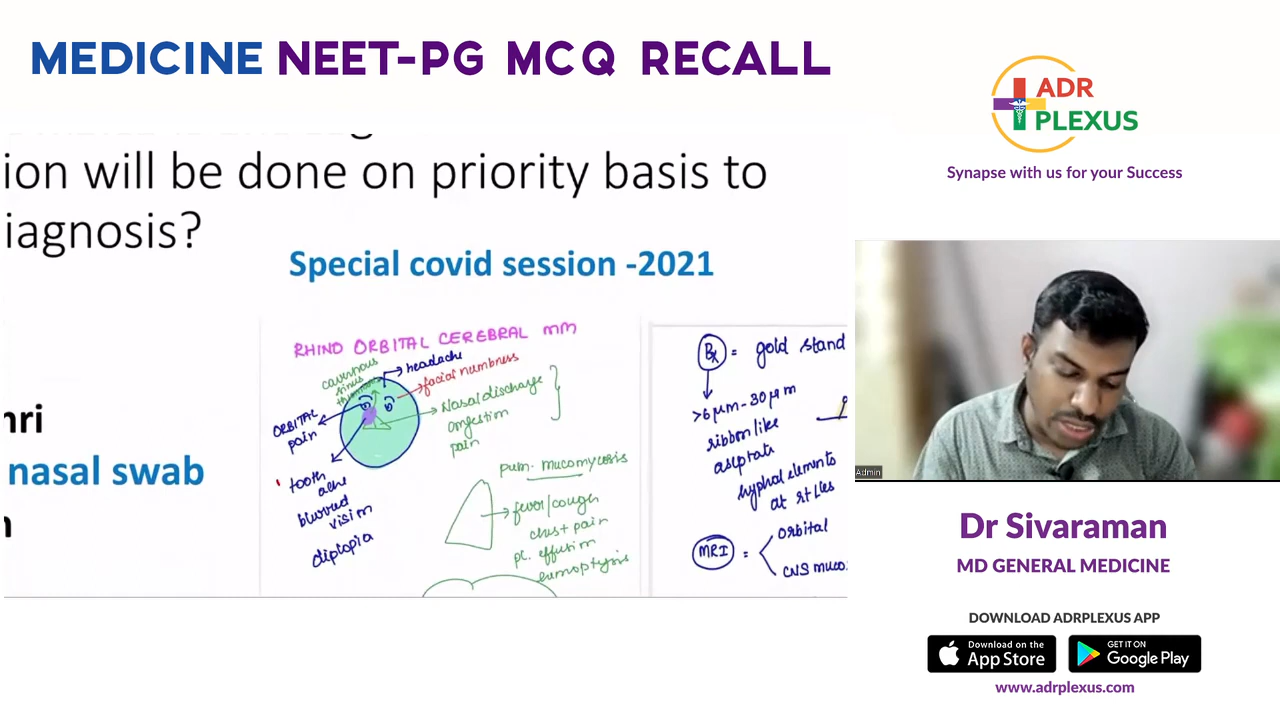 MEDICINE NEET-PG MCQ RECALL
ADR
PLEXUS
Synapse with us for your Success
ion will be done on priority basis to
iagnosis?
Special covid session -2021
RHINO ORBITAL CEREBRAL MM
cavernous
sinus
headache
facial numbness
ORBITAL
pain
Nasal discharge
congestion
pain
tooth
ache
blurred
vision
diplopia
pum. mucomycosis
fever/cough
chest pain
pl. effusion
hri
nasal swab
Bx = gold stand
>6 µm - 30 µm
ribbon like
aseptate
hyphal elements
at rt <es
MRI =
orbital
CNS muco
Admin
Dr Sivaraman
MD GENERAL MEDICINE
DOWNLOAD ADRPLEXUS APP
Download on the
App Store
GET IT ON
Google Play
www.adrplexus.com